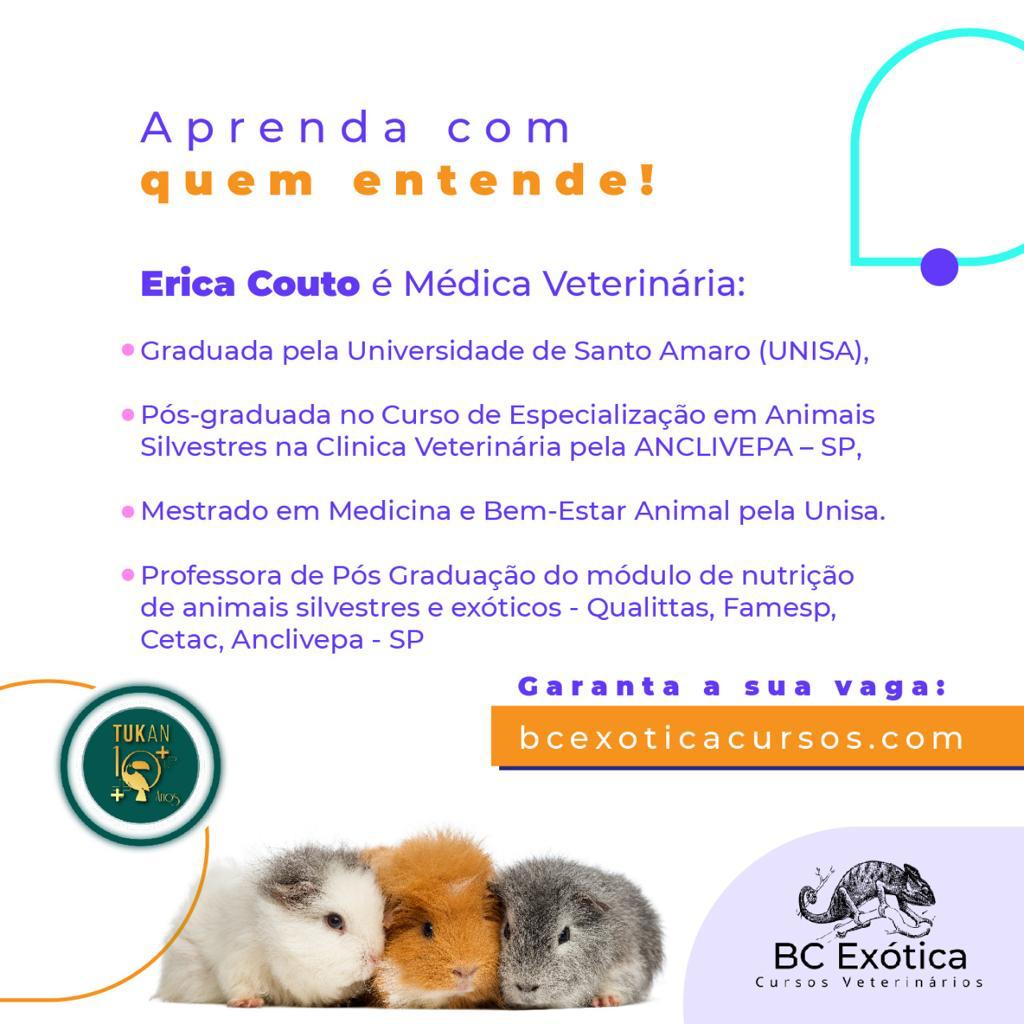 Aprenda com
quem entende!
Erica Couto é Médica Veterinária:
Graduada pela Universidade de Santo Amaro (UNISA),
Pós-graduada no Curso de Especialização em Animais
Silvestres na Clinica Veterinária pela ANCLIVEPA – SP,
Mestrado em Medicina e Bem-Estar Animal pela Unisa.
Professora de Pós Graduação do módulo de nutrição
de animais silvestres e exóticos - Qualittas, Famesp,
Cetac, Anclivepa - SP
Garanta a sua vaga:
bcexoticacursos.com
TUKAN
10
Anos
BC Exótica
Cursos Veterinários